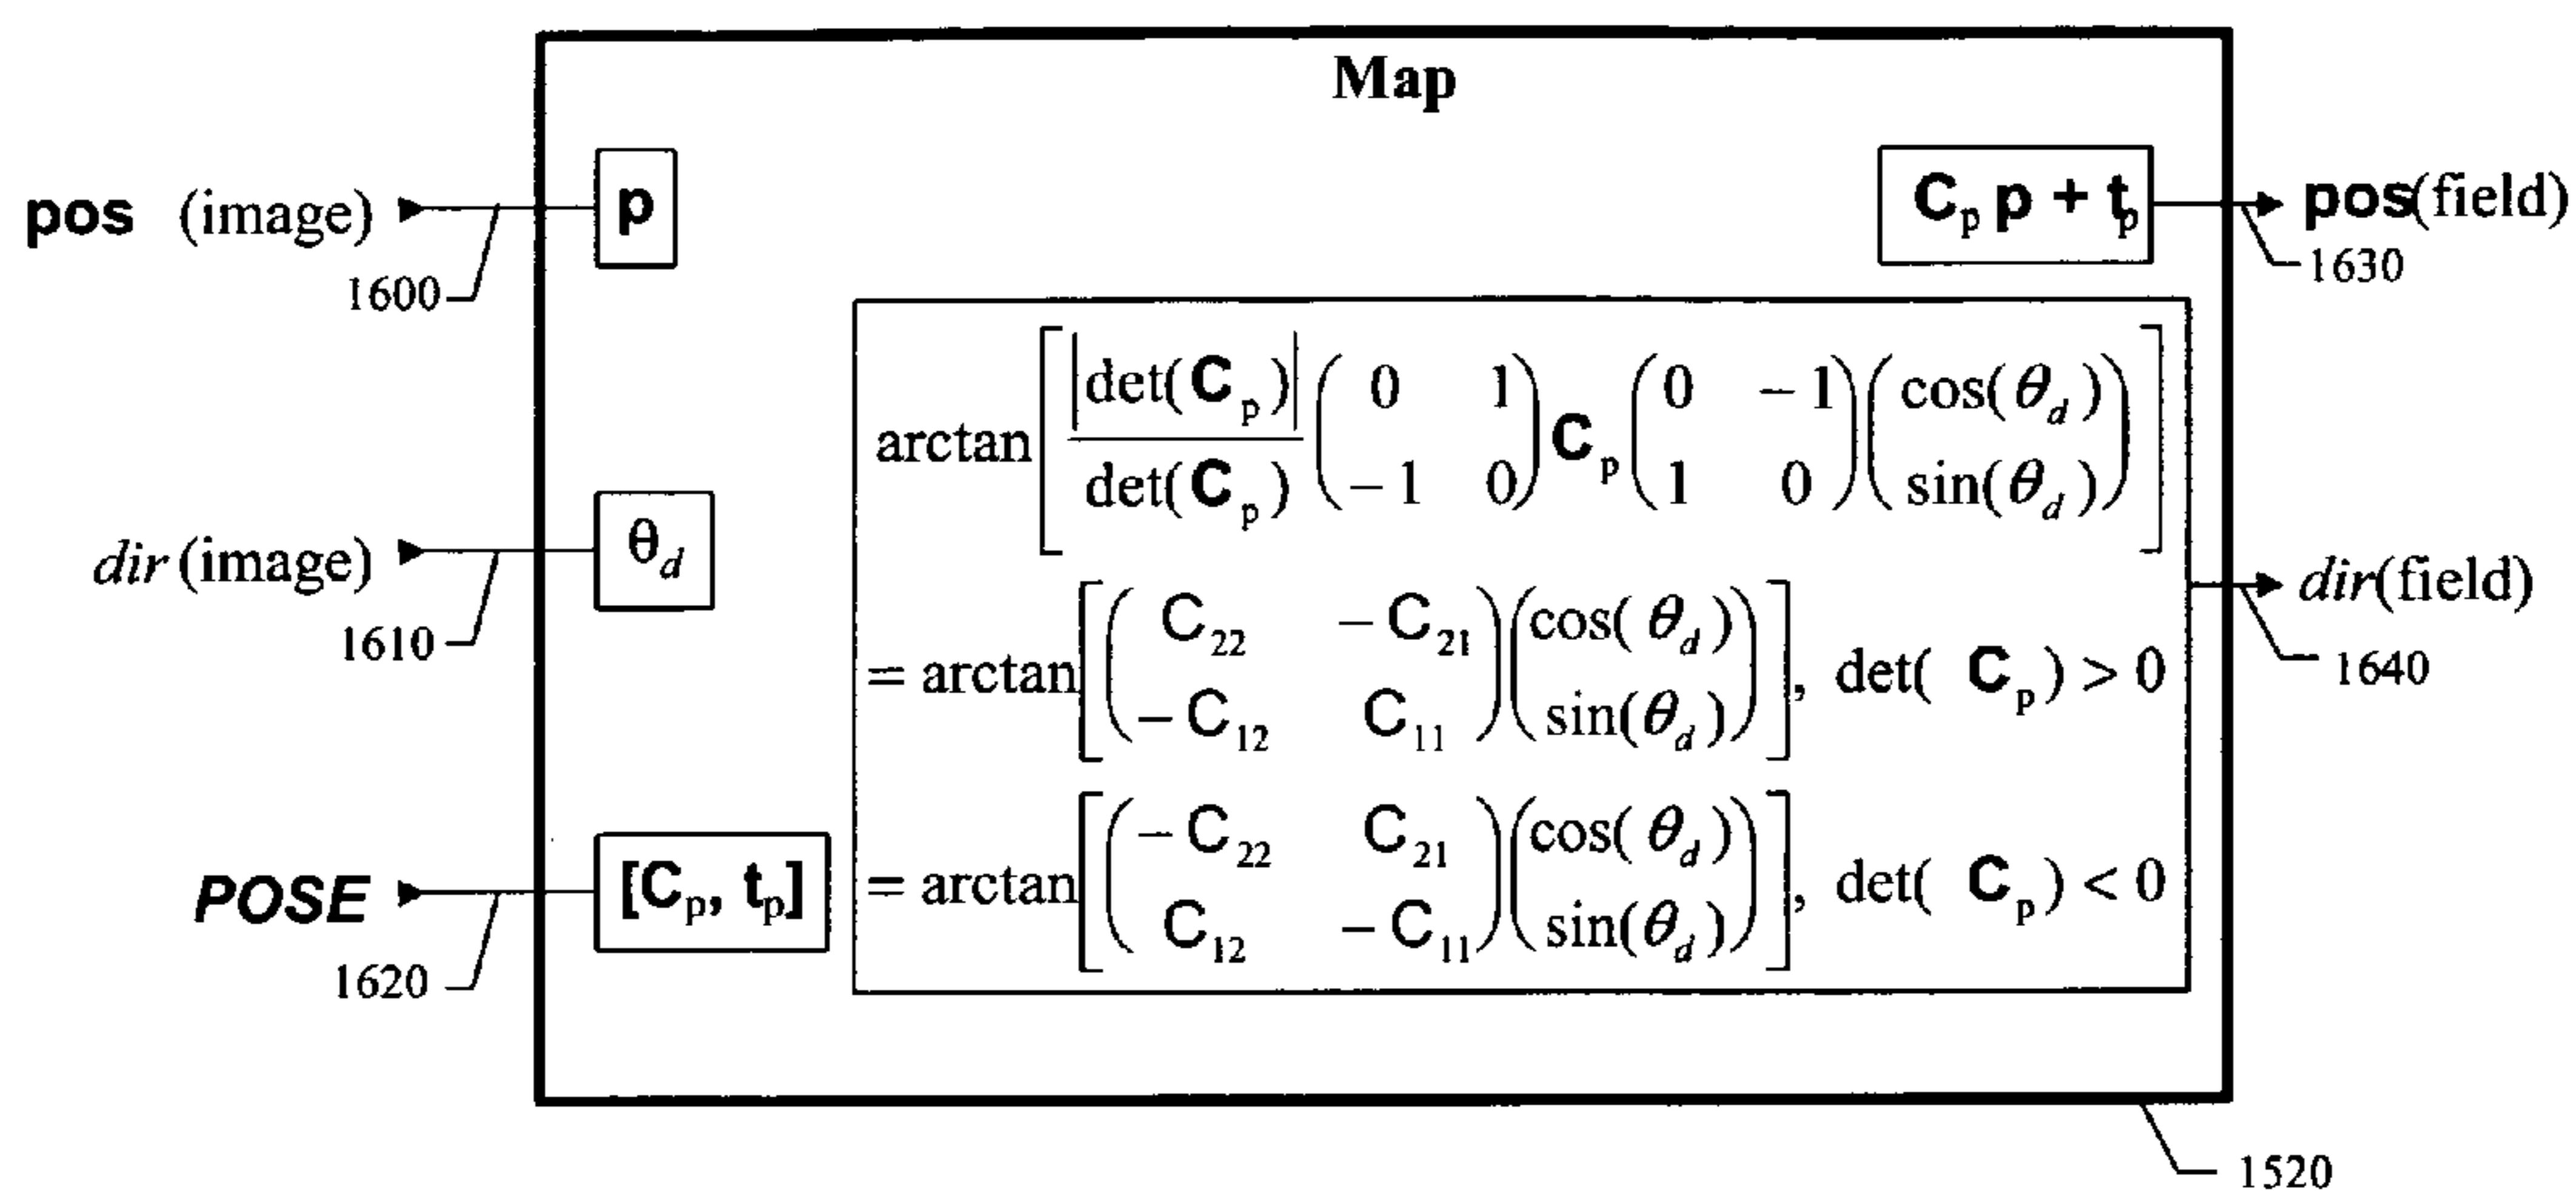 Map
pos (image)
1600
p
C_p p + t_p
pos(field)
1630
arctan[ |det(C_p)| / det(C_p) ( 0 1 ; −1 0 ) C_p ( 0 −1 ; 1 0 ) ( cos(θ_d) ; sin(θ_d) ) ]
dir (image)
1610
θ_d
= arctan[ ( C_22 −C_21 ; −C_12 C_11 ) ( cos(θ_d) ; sin(θ_d) ) ], det( C_p ) > 0
dir(field)
1640
POSE
1620
[C_p, t_p]
= arctan[ ( −C_22 C_21 ; C_12 −C_11 ) ( cos(θ_d) ; sin(θ_d) ) ], det( C_p ) < 0
1520